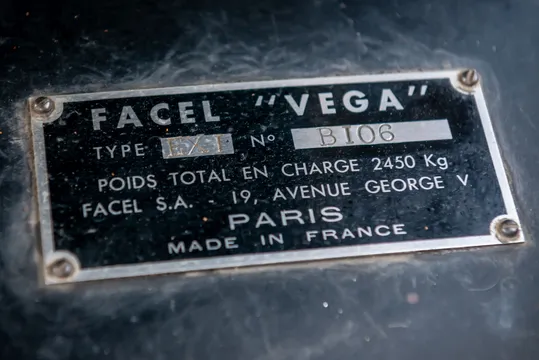 FACEL "VEGA"
TYPE Nº B106
POIDS TOTAL EN CHARGE 2450 Kg
FACEL S.A. - 19, AVENUE GEORGE V
PARIS
MADE IN FRANCE